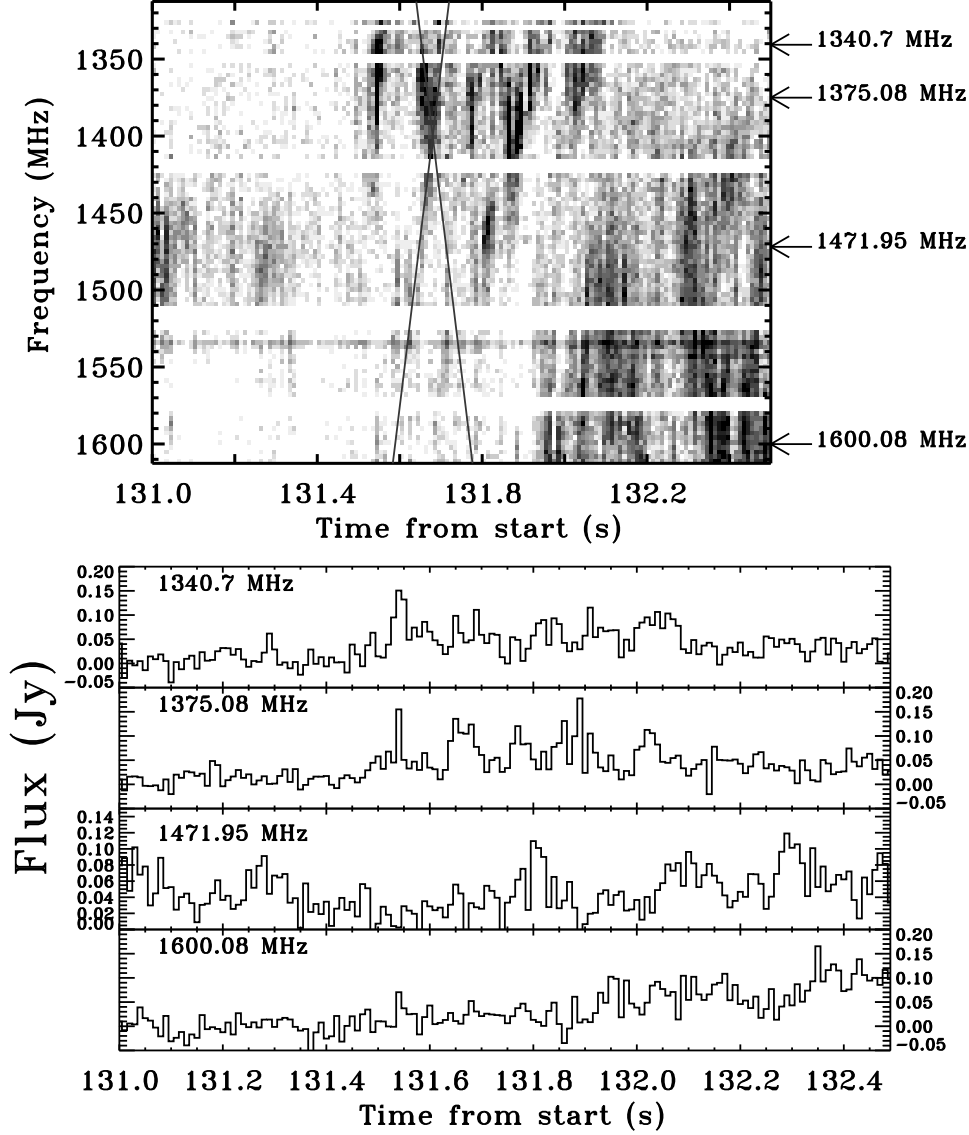 1340.7 MHz
1350
1375.08 MHz
1400
1450
1471.95 MHz
1500
1550
1600
1600.08 MHz
Frequency (MHz)
131.0 131.4 131.8 132.2
Time from start (s)
0.20
1340.7 MHz
0.15
0.10
0.05
0.00
−0.05
0.20
1375.08 MHz
0.15
0.10
0.05
0.00
−0.05
0.14
1471.95 MHz
0.12
0.10
0.08
0.06
0.04
0.02
0.00
0.20
1600.08 MHz
0.15
0.10
0.05
0.00
−0.05
Flux (Jy)
131.0 131.2 131.4 131.6 131.8 132.0 132.2 132.4
Time from start (s)